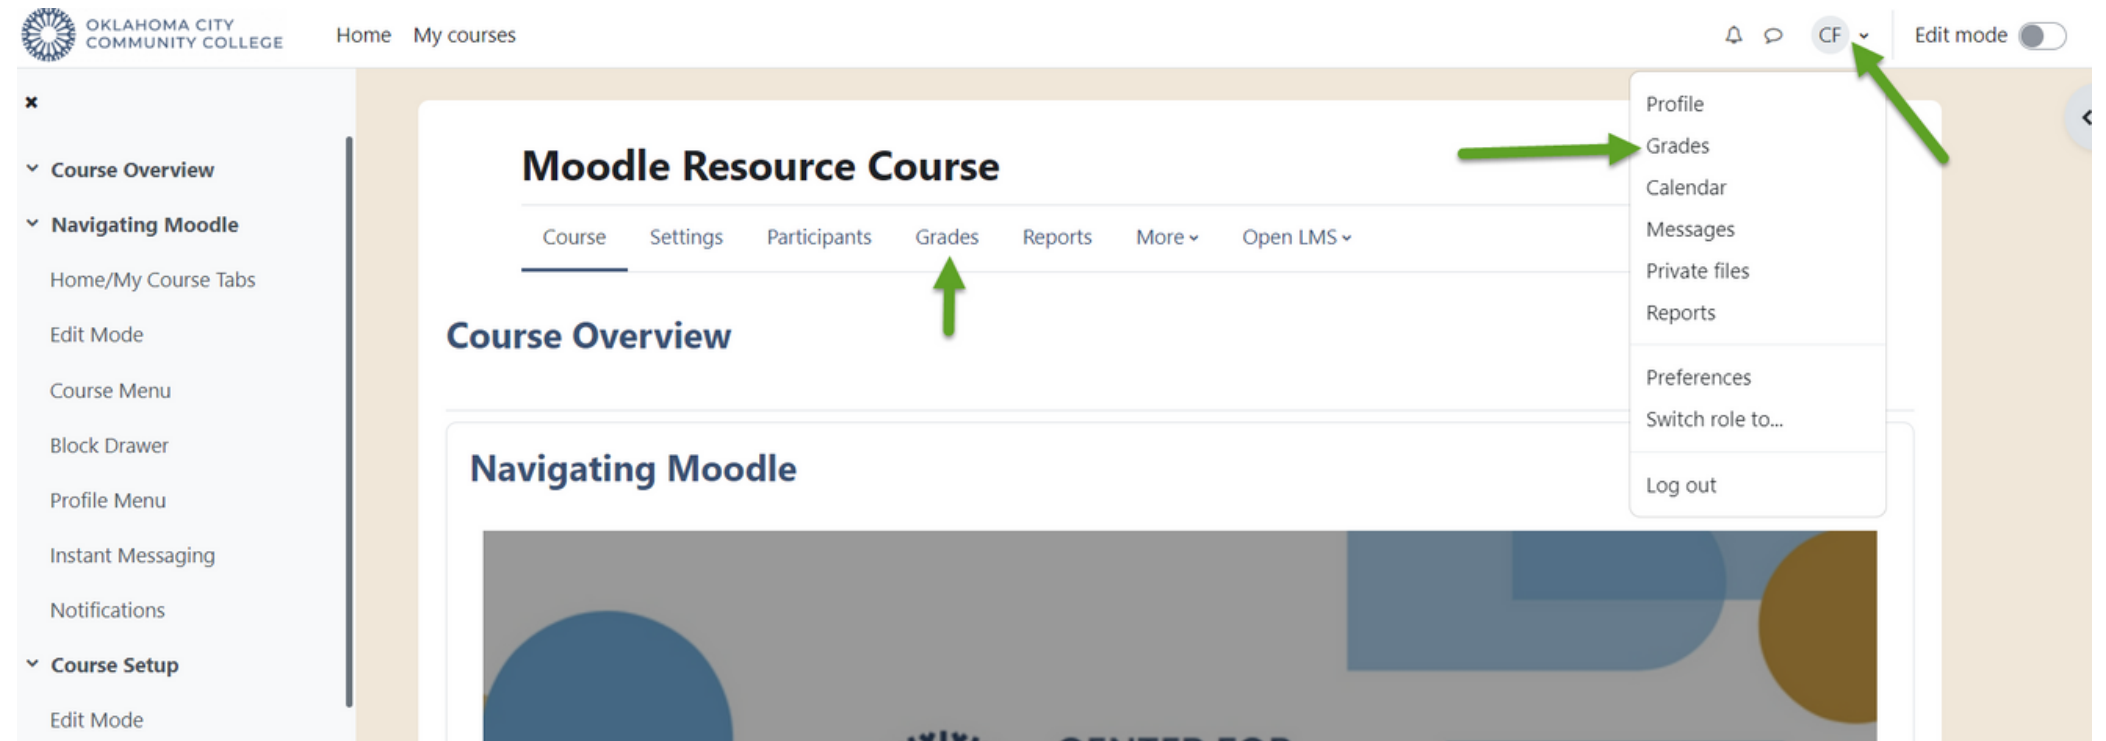 OKLAHOMA CITY
COMMUNITY COLLEGE
Home My courses
CF
Edit mode
Course Overview
Navigating Moodle
Home/My Course Tabs
Edit Mode
Course Menu
Block Drawer
Profile Menu
Instant Messaging
Notifications
Course Setup
Edit Mode
Moodle Resource Course
Course Settings Participants Grades Reports More Open LMS
Course Overview
Navigating Moodle
CENTER FOR
Profile
Grades
Calendar
Messages
Private files
Reports
Preferences
Switch role to...
Log out